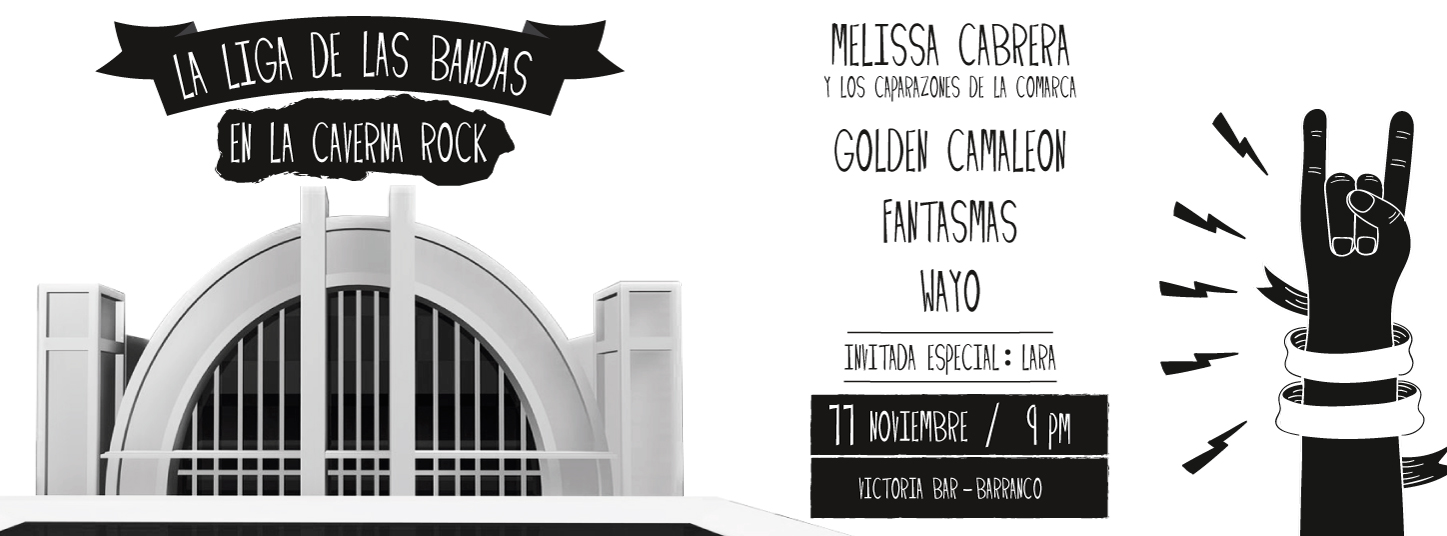 LA LIGA DE LAS BANDAS
EN LA CAVERNA ROCK
MELISSA CABRERA
Y LOS CAPARAZONES DE LA COMARCA
GOLDEN CAMALEON
FANTASMAS
WAYO
INVITADA ESPECIAL: LARA
11 NOVIEMBRE / 9 PM
VICTORIA BAR - BARRANCO